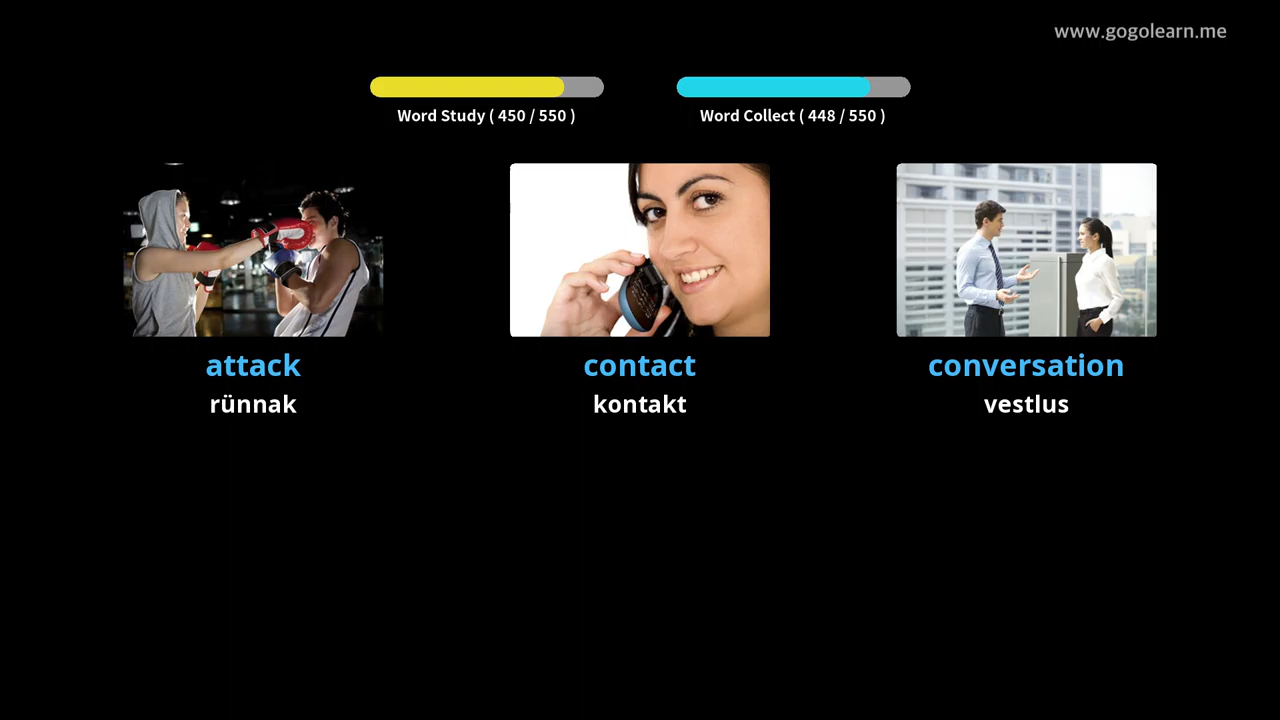 www.gogolearn.me
Word Study ( 450 / 550 )
Word Collect ( 448 / 550 )
attack
contact
conversation
rünnak
kontakt
vestlus